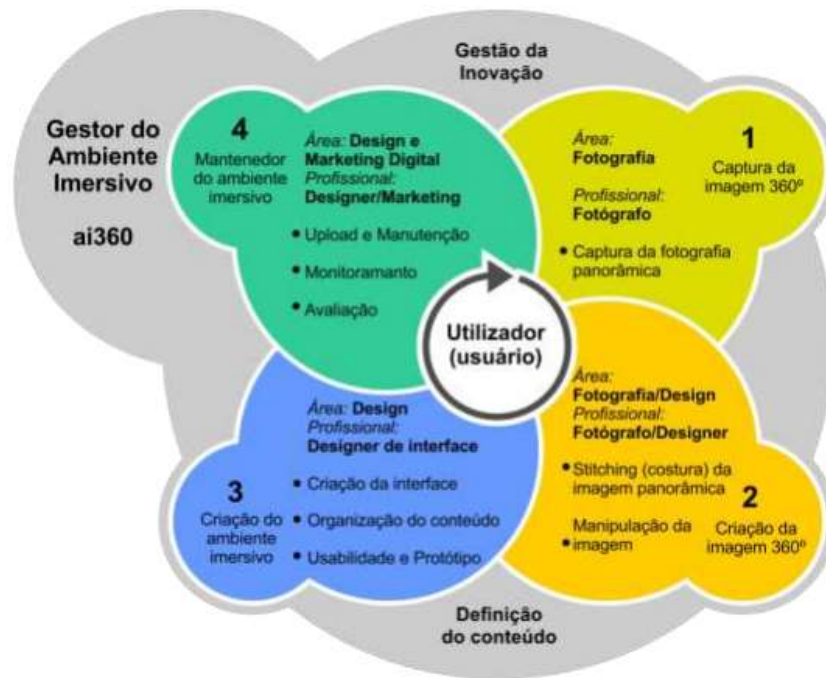 Gestão da
Inovação
Gestor do
Ambiente
Imersivo
ai360
4
Mantenedor
do ambiente
imersivo
Área: Design e
Marketing Digital
Profissional:
Designer/Marketing
• Upload e Manutenção
• Monitoramanto
• Avaliação
1
Captura da
imagem 360º
Área:
Fotografia
Profissional:
Fotógrafo
• Captura da fotografia
panorâmica
Utilizador
(usuário)
Área:
Fotografia/Design
Profissional:
Fotógrafo/Designer
• Stitching (costura) da
imagem panorâmica
Manipulação da
• imagem
2
Criação da
imagem 360º
Área: Design
Profissional:
Designer de interface
• Criação da interface
• Organização do conteúdo
• Usabilidade e Protótipo
3
Criação do
ambiente
imersivo
Definição
do conteúdo